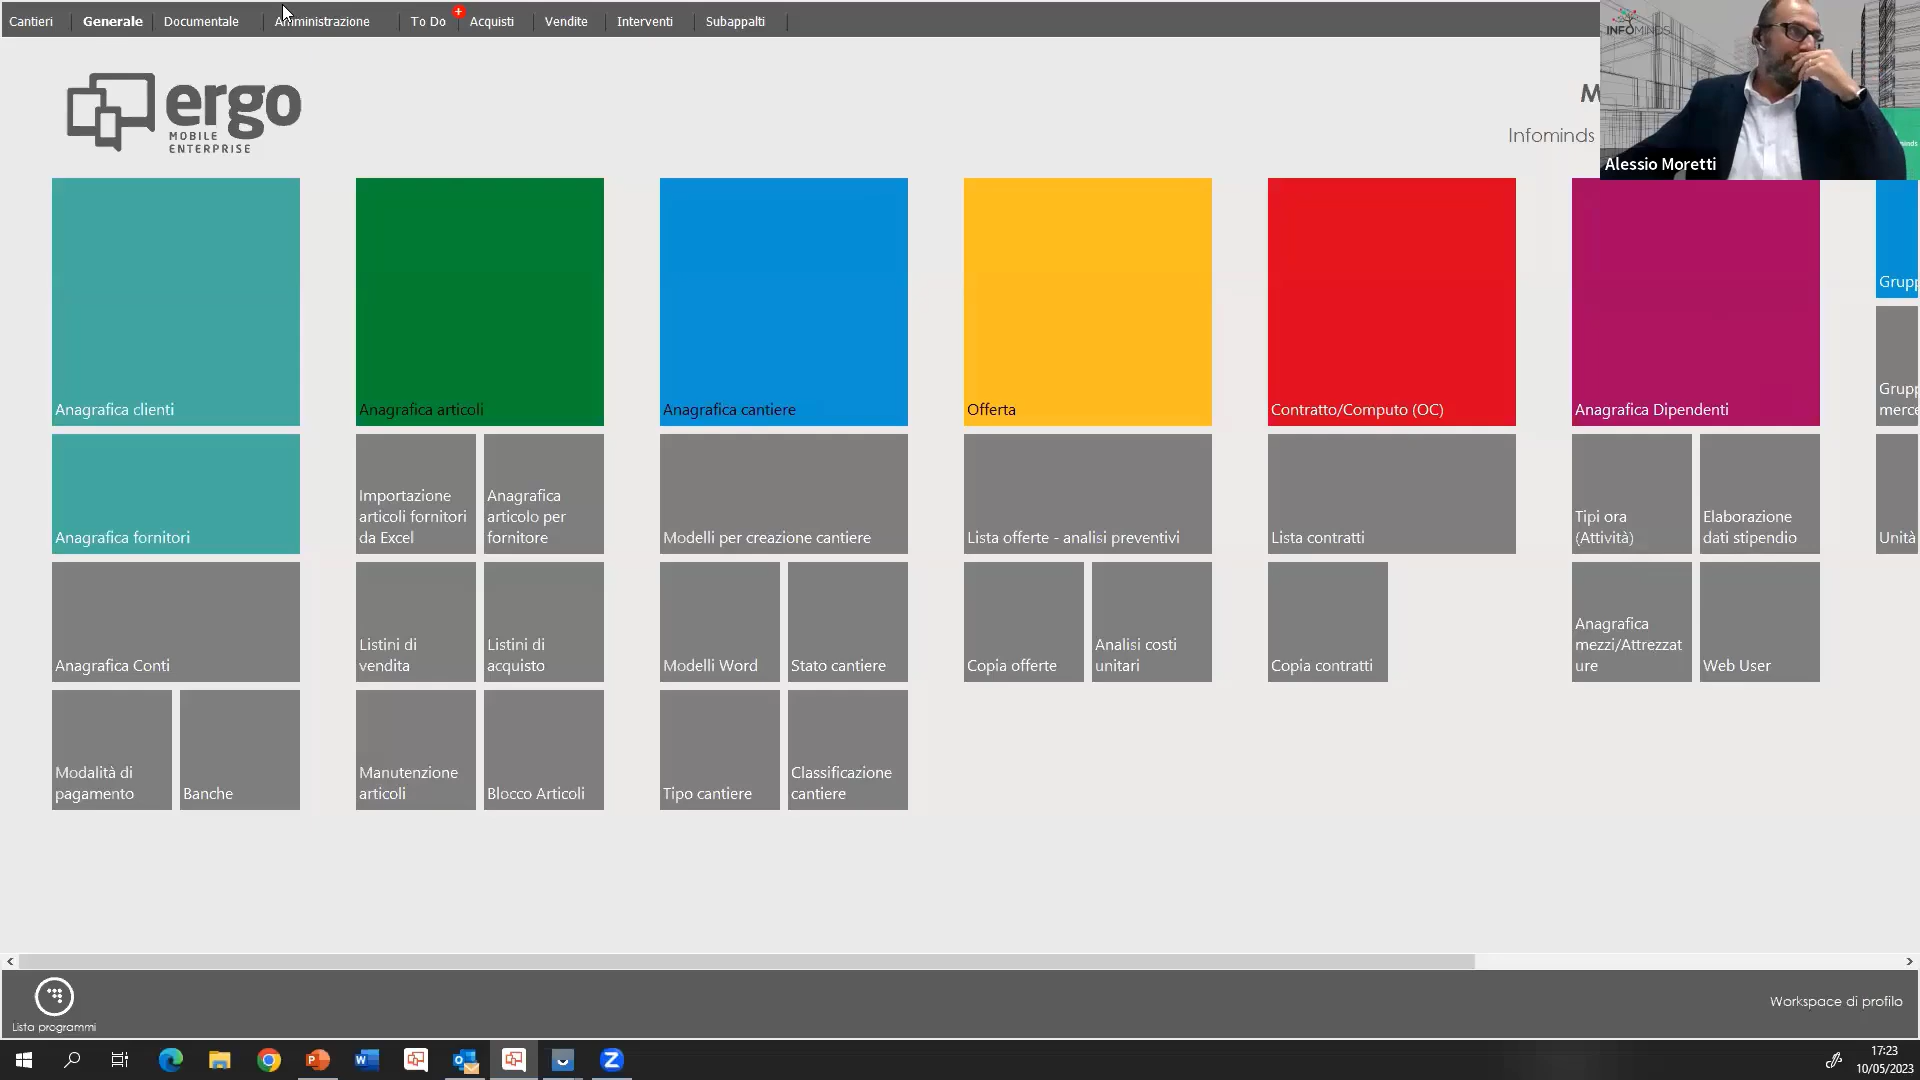 Cantieri
Generale
Documentale
Amministrazione
To Do
Acquisti
Vendite
Interventi
Subappalti
INFOMINDS
ergo
MOBILE
ENTERPRISE
Infominds
Alessio Moretti
Anagrafica clienti
Anagrafica articoli
Anagrafica cantiere
Offerta
Contratto/Computo (OC)
Anagrafica Dipendenti
Anagrafica fornitori
Importazione
articoli fornitori
da Excel
Anagrafica
articolo per
fornitore
Modelli per creazione cantiere
Lista offerte - analisi preventivi
Lista contratti
Tipi ora
(Attività)
Elaborazione
dati stipendio
Unità
Anagrafica Conti
Listini di
vendita
Listini di
acquisto
Modelli Word
Stato cantiere
Copia offerte
Analisi costi
unitari
Copia contratti
Anagrafica
mezzi/Attrezzat
ure
Web User
Modalità di
pagamento
Banche
Manutenzione
articoli
Blocco Articoli
Tipo cantiere
Classificazione
cantiere
Lista programmi
Workspace di profilo
17:23
10/05/2023